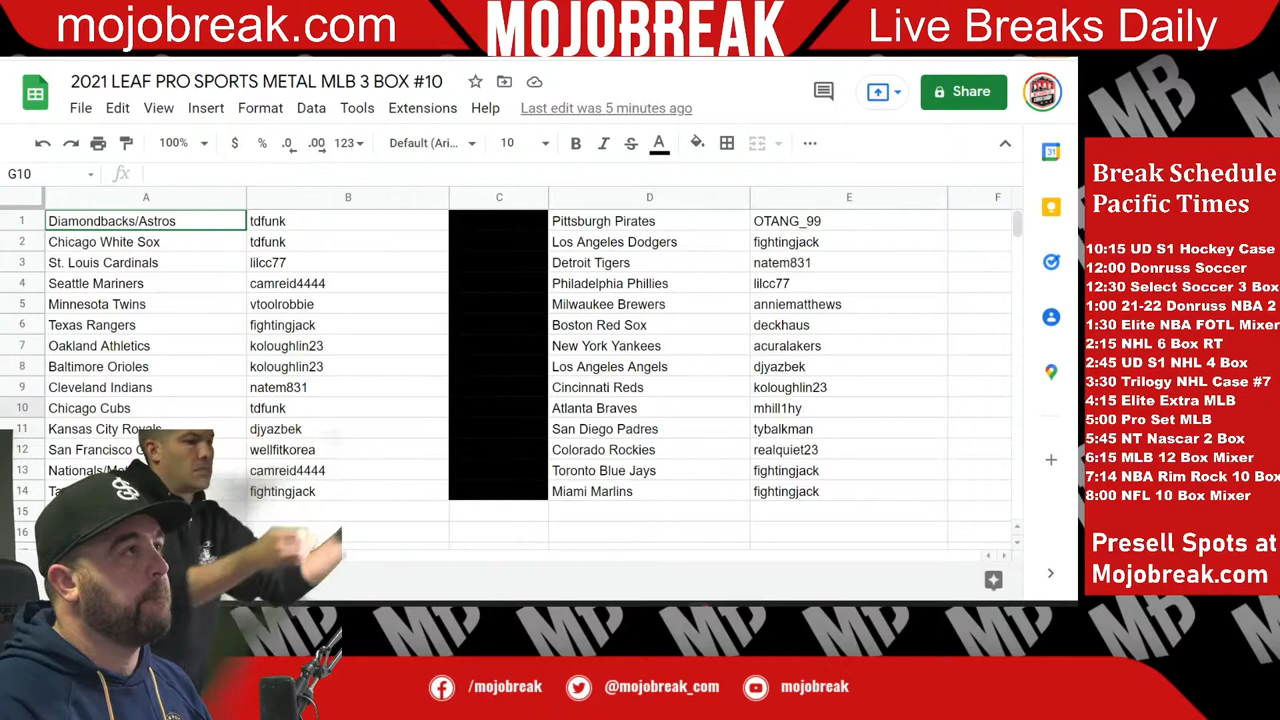 mojobreak.com
MOJOBREAK
Live Breaks Daily
2021 LEAF PRO SPORTS METAL MLB 3 BOX #10
File Edit View Insert Format Data Tools Extensions Help Last edit was 5 minutes ago
Share
100% $ % .0 .00 123 Default (Ari... 10 B I S A
G10 fx
A B C D E F
1 Diamondbacks/Astros tdfunk Pittsburgh Pirates OTANG_99
2 Chicago White Sox tdfunk Los Angeles Dodgers fightingjack
3 St. Louis Cardinals lilcc77 Detroit Tigers natem831
4 Seattle Mariners camreid4444 Philadelphia Phillies lilcc77
5 Minnesota Twins vtoolrobbie Milwaukee Brewers anniematthews
6 Texas Rangers fightingjack Boston Red Sox deckhaus
7 Oakland Athletics koloughlin23 New York Yankees acuralakers
8 Baltimore Orioles koloughlin23 Los Angeles Angels djyazbek
9 Cleveland Indians natem831 Cincinnati Reds koloughlin23
10 Chicago Cubs tdfunk Atlanta Braves mhill1hy
11 Kansas City Royals djyazbek San Diego Padres tybalkman
12 San Francisco wellfitkorea Colorado Rockies realquiet23
13 Nationals/Me camreid4444 Toronto Blue Jays fightingjack
14 Ta fightingjack Miami Marlins fightingjack
15
16
31
Break Schedule
Pacific Times
10:15 UD S1 Hockey Case
12:00 Donruss Soccer
12:30 Select Soccer 3 Box
1:00 21-22 Donruss NBA 2
1:30 Elite NBA FOTL Mixer
2:15 NHL 6 Box RT
2:45 UD S1 NHL 4 Box
3:30 Trilogy NHL Case #7
4:15 Elite Extra MLB
5:00 Pro Set MLB
5:45 NT Nascar 2 Box
6:15 MLB 12 Box Mixer
7:14 NBA Rim Rock 10 Box
8:00 NFL 10 Box Mixer
Presell Spots at
Mojobreak.com
MB
/mojobreak @mojobreak_com mojobreak